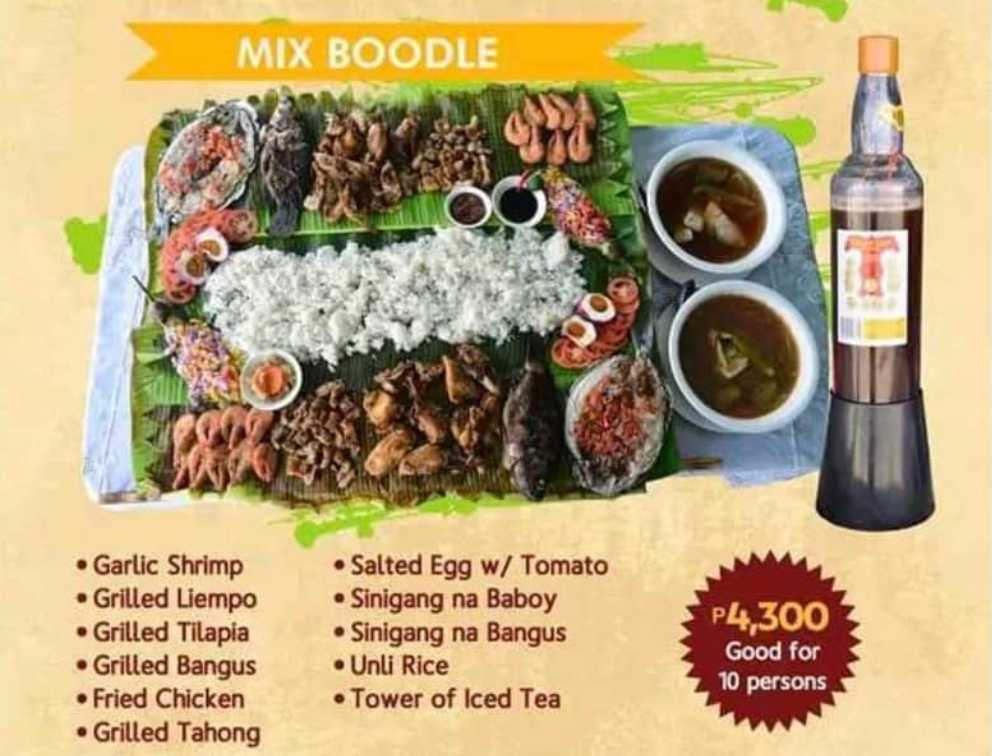 MIX BOODLE
• Garlic Shrimp
• Grilled Liempo
• Grilled Tilapia
• Grilled Bangus
• Fried Chicken
• Grilled Tahong
• Salted Egg w/ Tomato
• Sinigang na Baboy
• Sinigang na Bangus
• Unli Rice
• Tower of Iced Tea
₱4,300
Good for
10 persons